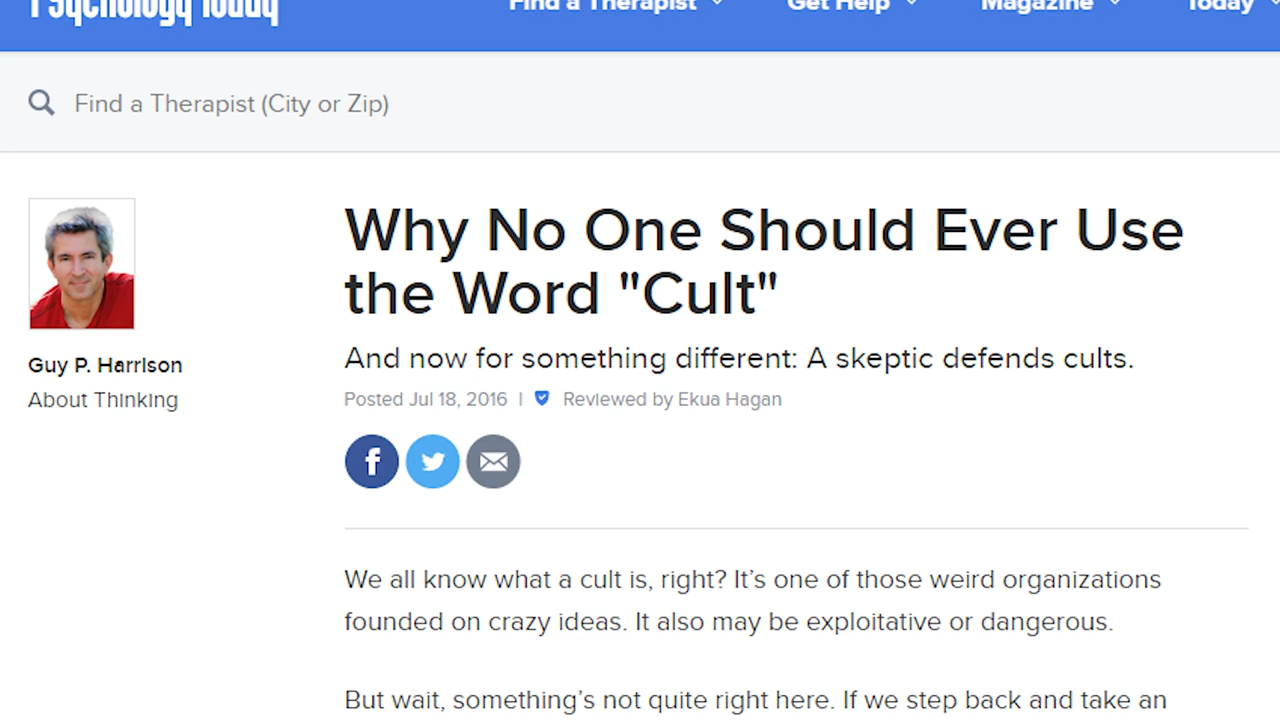 Psychology Today
Find a Therapist
Get Help
Magazine
Today
Find a Therapist (City or Zip)
Why No One Should Ever Use
the Word "Cult"
And now for something different: A skeptic defends cults.
Posted Jul 18, 2016 | Reviewed by Ekua Hagan
Guy P. Harrison
About Thinking
We all know what a cult is, right? It’s one of those weird organizations
founded on crazy ideas. It also may be exploitative or dangerous.
But wait, something’s not quite right here. If we step back and take an